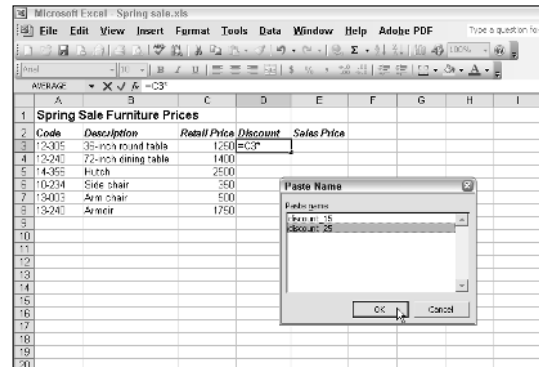 Microsoft Excel - Spring sale.xls
File Edit View Insert Format Tools Data Window Help Adobe PDF Type a question for
Arial 10 B I U $ % ,
100%
AVERAGE =C3*
A B C D E F G H I
1 Spring Sale Furniture Prices
2 Code Description Retail Price Discount Sales Price
3 12-305 36-inch round table 1250 =C3*
4 12-240 72-inch dining table 1400
5 14-356 Hutch 2500
6 10-234 Side chair 350
7 13-003 Arm chair 500
8 13-240 Armoir 1750
9
10
11
12
13
14
15
16
17
18
19
20
Paste Name
Paste name
discount_15
discount_25
OK Cancel